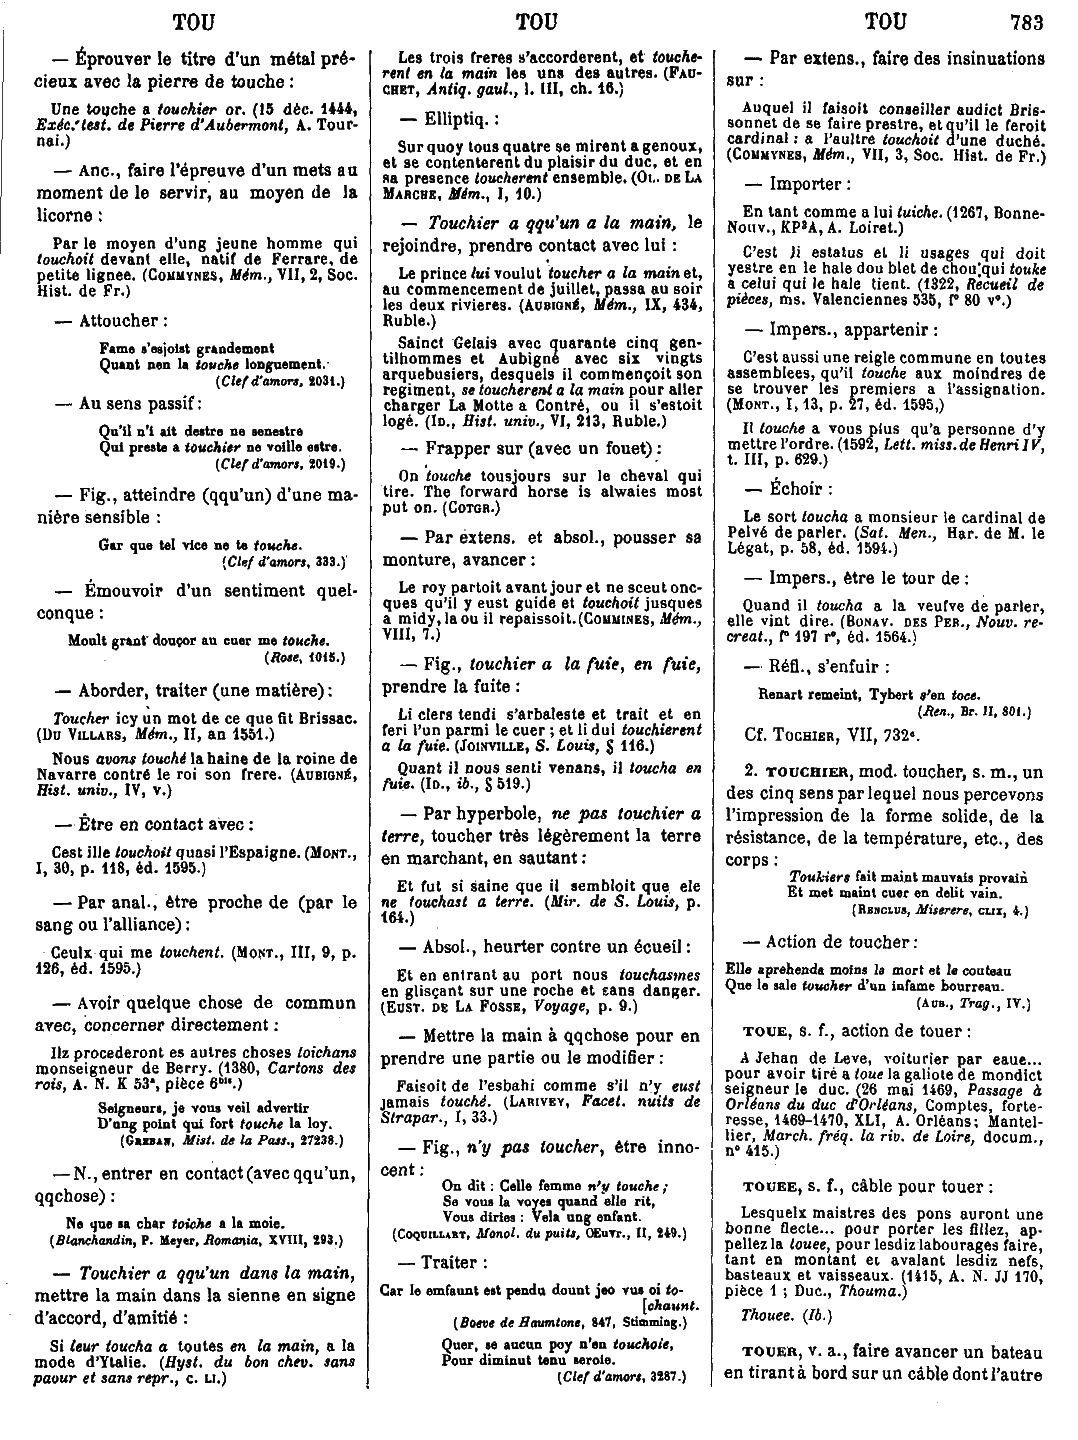 TOU TOU TOU 783
— Éprouver le titre d'un métal pré-
cieux avec la pierre de touche :
Une touche a touchier or. (15 déc. 1444,
Exéc. test. de Pierre d'Aubermont, A. Tour-
nai.)
— Anc., faire l'épreuve d'un mets au
moment de le servir, au moyen de la
licorne :
Par le moyen d'ung jeune homme qui
touchoit devant elle, natif de Ferrare, de
petite lignee. (COMMYNES, Mém., VII, 2, Soc.
Hist. de Fr.)
— Attoucher :
Fame s'esjoist grandement
Quant nen la touche longuement.
(Clef d'amors, 2031.)
— Au sens passif :
Qu'il n'i ait destre ne senestre
Qui preste a touchier ne voille estre.
(Clef d'amors, 2019.)
— Fig., atteindre (qqu'un) d'une ma-
nière sensible :
Gar que tel vice ne te touche.
(Clef d'amors, 333.)
— Émouvoir d'un sentiment quel-
conque :
Moult grant douçor au cuer me touche.
(Rose, 1015.)
— Aborder, traiter (une matière) :
Toucher icy un mot de ce que fit Brissac.
(DU VILLARS, Mém., II, an 1551.)
Nous avons touché la haine de la roine de
Navarre contré le roi son frere. (AUBIGNÉ,
Hist. univ., IV, v.)
— Être en contact avec :
Cest ille touchoit quasi l'Espaigne. (MONT.,
I, 30, p. 118, éd. 1595.)
— Par anal., être proche de (par le
sang ou l'alliance) :
Ceulx qui me touchent. (MONT., III, 9, p.
126, éd. 1595.)
— Avoir quelque chose de commun
avec, concerner directement :
Ilz procederont es autres choses toichans
monseigneur de Berry. (1380, Cartons des
rois, A. N. K 53ª, pièce 6bis.)
Seigneurs, je vous veil advertir
D'ung point qui fort touche la loy.
(GREBAN, Mist. de la Pass., 27238.)
— N., entrer en contact (avec qqu'un,
qqchose) :
Ne que sa char toiche a la moie.
(Blanchandin, P. Meyer, Romania, XVIII, 293.)
— Touchier a qqu'un dans la main,
mettre la main dans la sienne en signe
d'accord, d'amitié :
Si leur toucha a toutes en la main, a la
mode d'Ytalie. (Hyst. du bon chev. sans
paour et sans repr., c. LI.)
Les trois freres s'accorderent, et touche-
rent en la main les uns des autres. (FAU-
CHET, Antiq. gaul., l. III, ch. 16.)
— Elliptiq. :
Sur quoy tous quatre se mirent a genoux,
et se contenterent du plaisir du duc, et en
sa presence toucherent ensemble. (OL. DE LA
MARCHE, Mém., I, 10.)
— Touchier a qqu'un a la main, le
rejoindre, prendre contact avec lui :
Le prince lui voulut toucher a la main et,
au commencement de juillet, passa au soir
les deux rivieres. (AUBIGNÉ, Mém., IX, 434,
Ruble.)
Sainct Gelais avec quarante cinq gen-
tilhommes et Aubigné avec six vingts
arquebusiers, desquels il commençoit son
regiment, se toucherent a la main pour aller
charger La Motte a Contré, ou il s'estoit
logé. (ID., Hist. univ., VI, 213, Ruble.)
— Frapper sur (avec un fouet) :
On touche tousjours sur le cheval qui
tire. The forward horse is alwaies most
put on. (COTGR.)
— Par extens. et absol., pousser sa
monture, avancer :
Le roy partoit avant jour et ne sceut onc-
ques qu'il y eust guide et touchoit jusques
a midy, la ou il repaissoit. (COMMINES, Mém.,
VIII, 7.)
— Fig., touchier a la fuie, en fuie,
prendre la fuite :
Li clers tendi s'arbaleste et trait et en
feri l'un parmi le cuer ; et li dui touchierent
a la fuie. (JOINVILLE, S. Louis, § 116.)
Quant il nous senti venans, il toucha en
fuie. (ID., ib., § 519.)
— Par hyperbole, ne pas touchier a
terre, toucher très légèrement la terre
en marchant, en sautant :
Et fut si saine que il sembloit que ele
ne touchast a terre. (Mir. de S. Louis, p.
164.)
— Absol., heurter contre un écueil :
Et en entrant au port nous touchasmes
en glisçant sur une roche et sans danger.
(EUST. DE LA FOSSE, Voyage, p. 9.)
— Mettre la main à qqchose pour en
prendre une partie ou le modifier :
Faisoit de l'esbahi comme s'il n'y eust
jamais touché. (LARIVEY, Facet. nuits de
Strapar., I, 33.)
— Fig., n'y pas toucher, être inno-
cent :
On dit : Celle femme n'y touche ;
Se vous la voyes quand elle rit,
Vous diries : Vela ung enfant.
(COQUILLART, Monol. du puits, Œuvr., II, 249.)
— Traiter :
Car le emfaunt est pendu dount jeo vus oi to-
[chaunt.
(Boeve de Haumtone, 847, Stimming.)
Quer, se aucun poy n'en touchoie,
Pour diminut tenu seroie.
(Clef d'amors, 3287.)
— Par extens., faire des insinuations
sur :
Auquel il faisoit conseiller audict Bris-
sonnet de se faire prestre, et qu'il le feroit
cardinal : a l'aultre touchoit d'une duché.
(COMMYNES, Mém., VII, 3, Soc. Hist. de Fr.)
— Importer :
En tant comme a lui tuiche. (1267, Bonne-
Nouv., KP³A, A. Loiret.)
C'est li estatus et li usages qui doit
yestre en le hale dou blet de chou qui touke
a celui qui le hale tient. (1322, Recueil de
pièces, ms. Valenciennes 535, f° 80 v°.)
— Impers., appartenir :
C'est aussi une reigle commune en toutes
assemblees, qu'il touche aux moindres de
se trouver les premiers a l'assignation.
(MONT., I, 13, p. 27, éd. 1595,)
Il touche a vous plus qu'a personne d'y
mettre l'ordre. (1592, Lett. miss. de Henri IV,
t. III, p. 629.)
— Échoir :
Le sort toucha a monsieur le cardinal de
Pelvé de parler. (Sat. Men., Har. de M. le
Légat, p. 58, éd. 1594.)
— Impers., être le tour de :
Quand il toucha a la veufve de parler,
elle vint dire. (BONAV. DES PER., Nouv. re-
creat., f° 197 r°, éd. 1564.)
— Réfl., s'enfuir :
Renart remeint, Tybert s'en toce.
(Ren., Br. II, 801.)
Cf. TOCHIER, VII, 732ᶜ.
2. TOUCHIER, mod. toucher, s. m., un
des cinq sens par lequel nous percevons
l'impression de la forme solide, de la
résistance, de la température, etc., des
corps :
Toukiers fait maint mauvais provain
Et met maint cuer en delit vain.
(RENCLUS, Miserere, CLIX, 4.)
— Action de toucher :
Elle aprehenda moins la mort et le couteau
Que le sale toucher d'un infame bourreau.
(AUB., Trag., IV.)
TOUE, s. f., action de touer :
A Jehan de Leve, voiturier par eaue...
pour avoir tiré a toue la galiote de mondict
seigneur le duc. (26 mai 1469, Passage à
Orléans du duc d'Orléans, Comptes, forte-
resse, 1469-1470, XLI, A. Orléans ; Mantel-
lier, March. fréq. la riv. de Loire, docum.,
n° 415.)
TOUEE, s. f., câble pour touer :
Lesquelx maistres des pons auront une
bonne flecte... pour porter les fillez, ap-
pellez la touee, pour lesdiz labourages faire,
tant en montant et avalant lesdiz nefs,
basteaux et vaisseaux. (1415, A. N. JJ 170,
pièce 1 ; Duc., Thouma.)
Thouee. (Ib.)
TOUER, v. a., faire avancer un bateau
en tirant à bord sur un câble dont l'autre